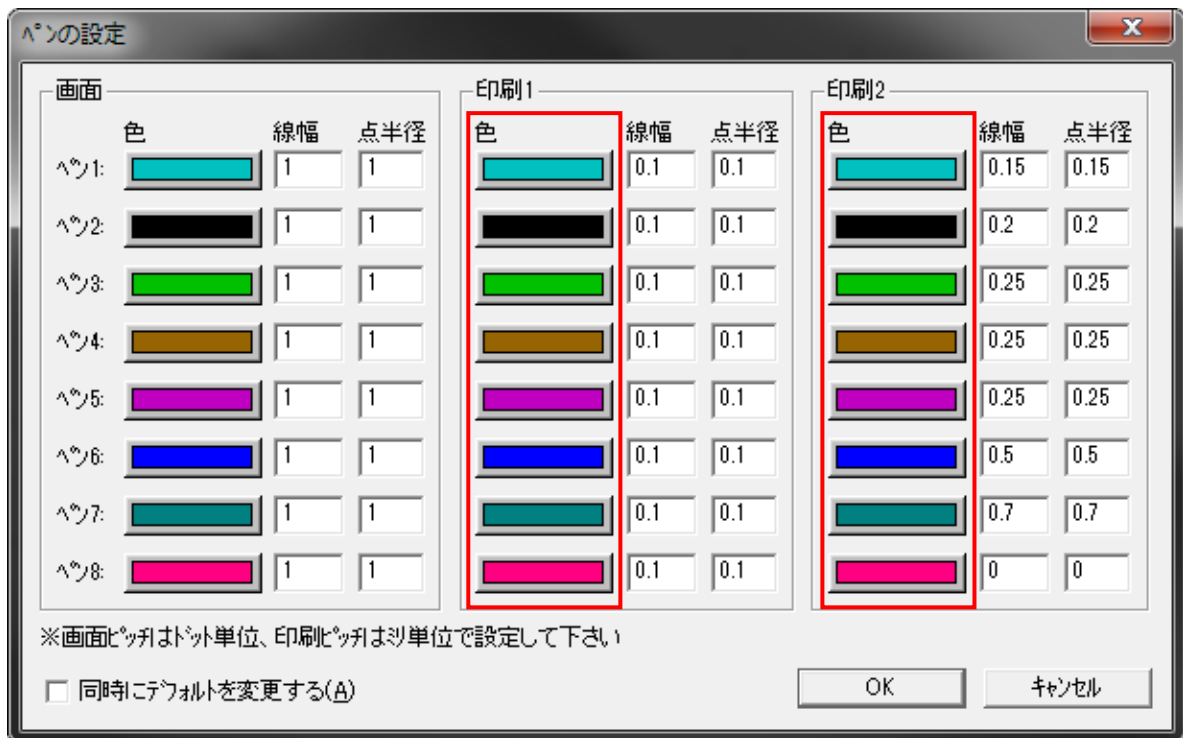 ﾍﾟﾝの設定
画面 印刷1 印刷2
色 線幅 点半径 色 線幅 点半径 色 線幅 点半径
ﾍﾟﾝ1: 1 1 0.1 0.1 0.15 0.15
ﾍﾟﾝ2: 1 1 0.1 0.1 0.2 0.2
ﾍﾟﾝ3: 1 1 0.1 0.1 0.25 0.25
ﾍﾟﾝ4: 1 1 0.1 0.1 0.25 0.25
ﾍﾟﾝ5: 1 1 0.1 0.1 0.25 0.25
ﾍﾟﾝ6: 1 1 0.1 0.1 0.5 0.5
ﾍﾟﾝ7: 1 1 0.1 0.1 0.7 0.7
ﾍﾟﾝ8: 1 1 0.1 0.1 0 0
※画面ﾋﾟｯﾁはﾄﾞｯﾄ単位、印刷ﾋﾟｯﾁはﾐﾘ単位で設定して下さい
同時にﾃﾞﾌｫﾙﾄを変更する(A)
OK ｷｬﾝｾﾙ